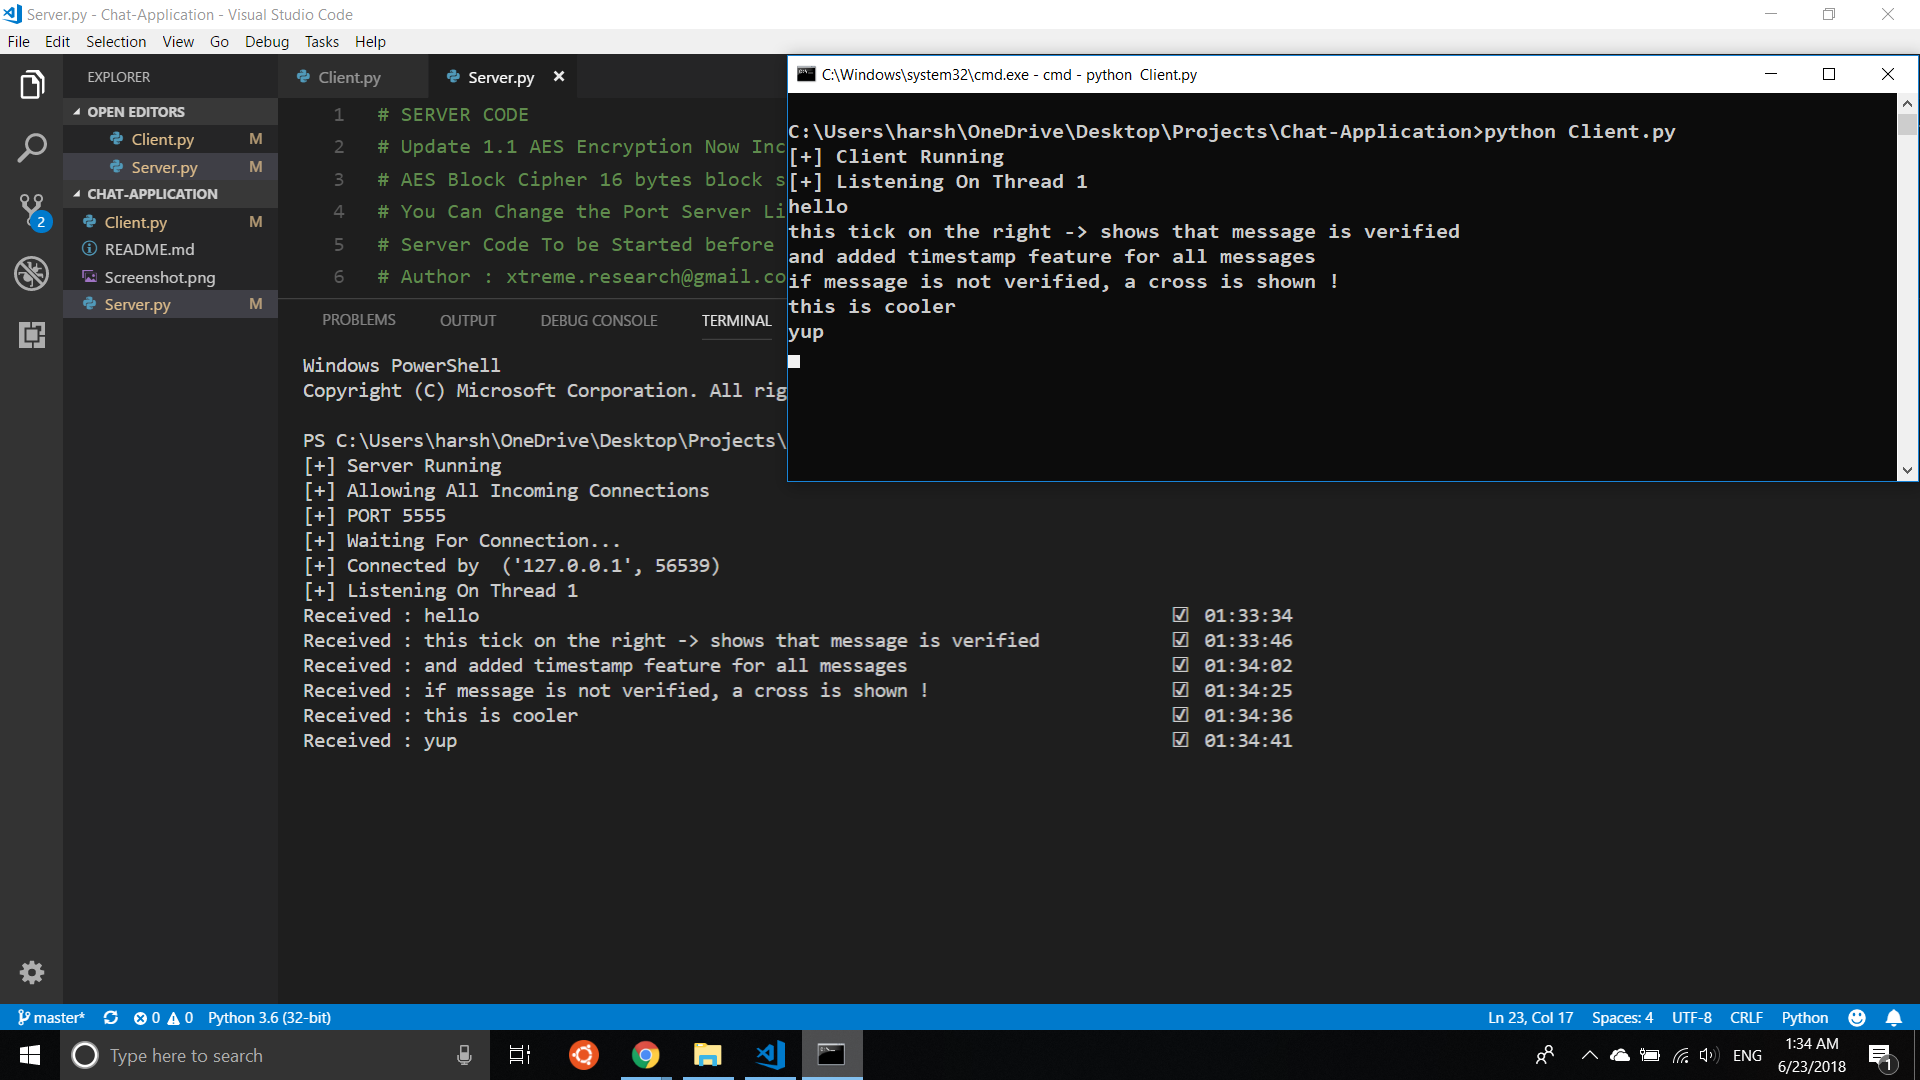 Server.py - Chat-Application - Visual Studio Code
File Edit Selection View Go Debug Tasks Help
EXPLORER
OPEN EDITORS
Client.py M
Server.py M
CHAT-APPLICATION
Client.py M
README.md
Screenshot.png
Server.py M
2
Client.py Server.py
1 # SERVER CODE
2 # Update 1.1 AES Encryption Now Inc
3 # AES Block Cipher 16 bytes block s
4 # You Can Change the Port Server Li
5 # Server Code To be Started before
6 # Author : xtreme.research@gmail.co
PROBLEMS OUTPUT DEBUG CONSOLE TERMINAL
Windows PowerShell
Copyright (C) Microsoft Corporation. All rig
PS C:\Users\harsh\OneDrive\Desktop\Projects\
[+] Server Running
[+] Allowing All Incoming Connections
[+] PORT 5555
[+] Waiting For Connection...
[+] Connected by  ('127.0.0.1', 56539)
[+] Listening On Thread 1
Received : hello ☑ 01:33:34
Received : this tick on the right -> shows that message is verified ☑ 01:33:46
Received : and added timestamp feature for all messages ☑ 01:34:02
Received : if message is not verified, a cross is shown ! ☑ 01:34:25
Received : this is cooler ☑ 01:34:36
Received : yup ☑ 01:34:41
C:\Windows\system32\cmd.exe - cmd - python  Client.py
C:\Users\harsh\OneDrive\Desktop\Projects\Chat-Application>python Client.py
[+] Client Running
[+] Listening On Thread 1
hello
this tick on the right -> shows that message is verified
and added timestamp feature for all messages
if message is not verified, a cross is shown !
this is cooler
yup
master* 0 0 Python 3.6 (32-bit) Ln 23, Col 17 Spaces: 4 UTF-8 CRLF Python
Type here to search
ENG
1:34 AM
6/23/2018
1